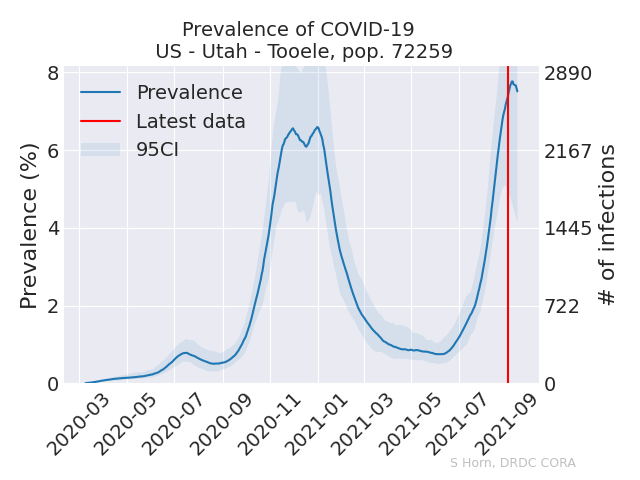 Prevalence of COVID-19
US - Utah - Tooele, pop. 72259
Prevalence
Latest data
95CI
Prevalence (%)
8
6
4
2
0
# of infections
2890
2167
1445
722
0
2020-03
2020-05
2020-07
2020-09
2020-11
2021-01
2021-03
2021-05
2021-07
2021-09
S Horn, DRDC CORA